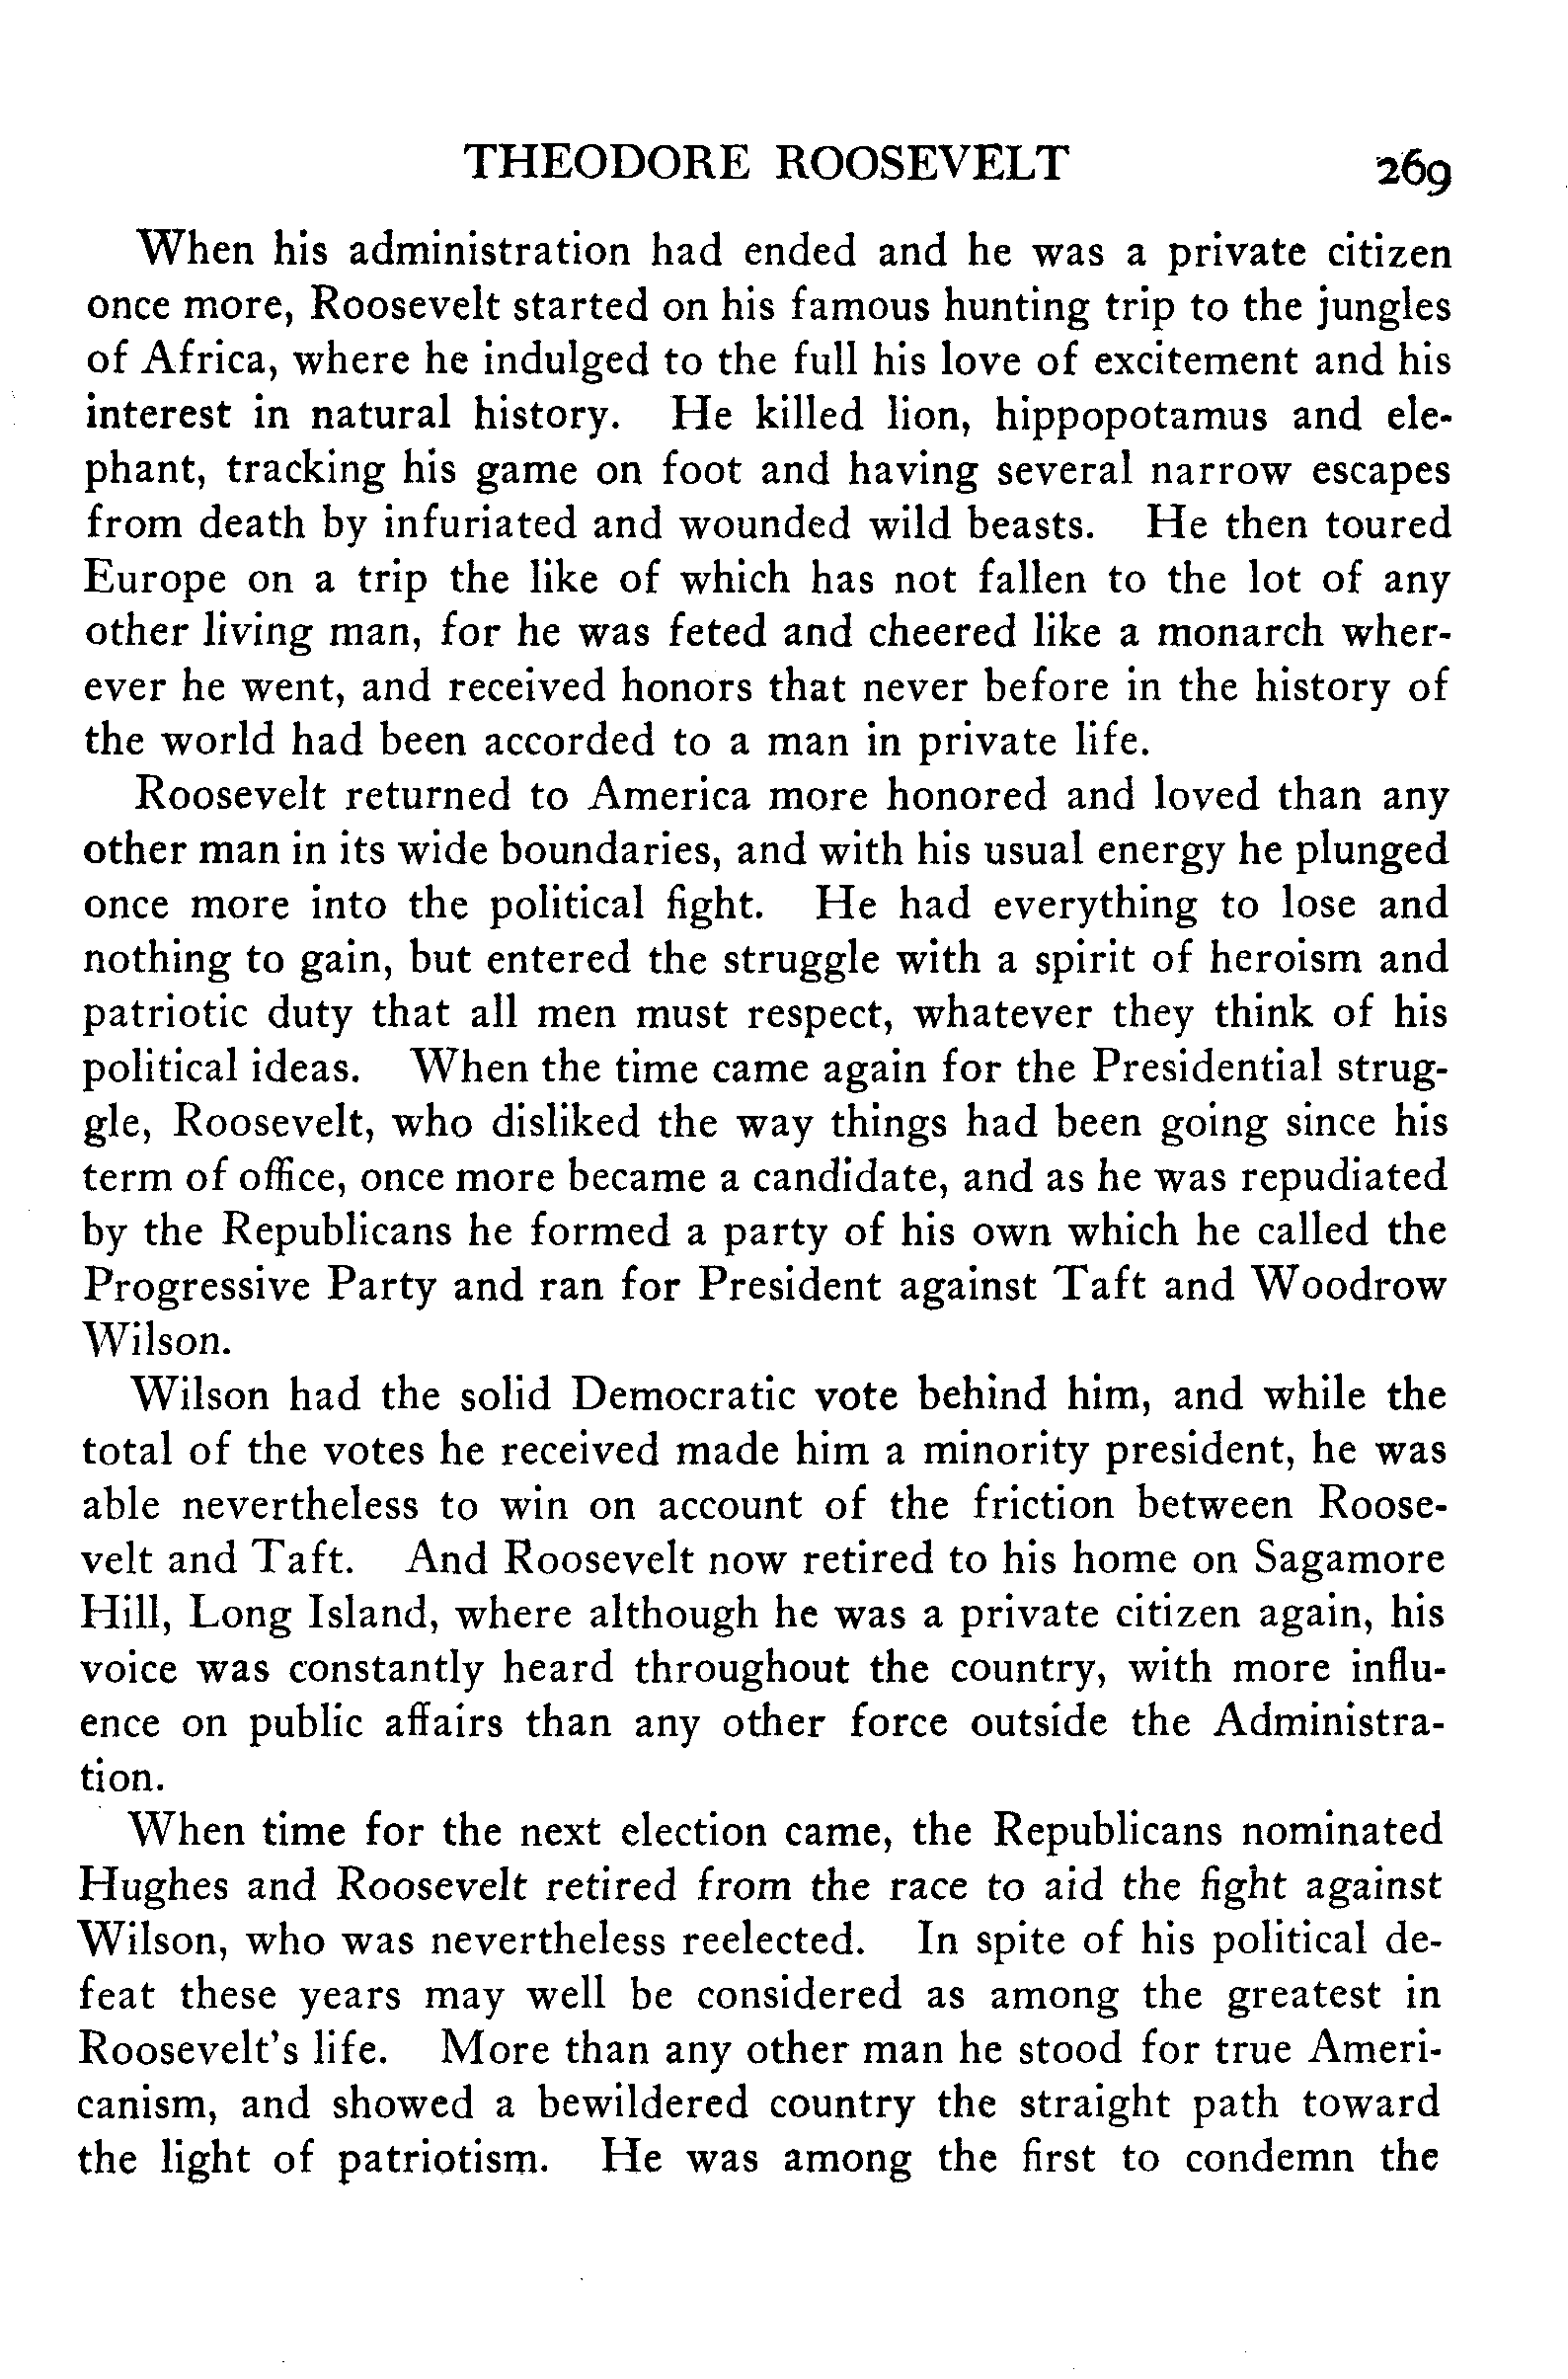 THEODORE ROOSEVELT 269
When his administration had ended and he was a private citizen
once more, Roosevelt started on his famous hunting trip to the jungles
of Africa, where he indulged to the full his love of excitement and his
interest in natural history. He killed lion, hippopotamus and ele-
phant, tracking his game on foot and having several narrow escapes
from death by infuriated and wounded wild beasts. He then toured
Europe on a trip the like of which has not fallen to the lot of any
other living man, for he was feted and cheered like a monarch wher-
ever he went, and received honors that never before in the history of
the world had been accorded to a man in private life.
Roosevelt returned to America more honored and loved than any
other man in its wide boundaries, and with his usual energy he plunged
once more into the political fight. He had everything to lose and
nothing to gain, but entered the struggle with a spirit of heroism and
patriotic duty that all men must respect, whatever they think of his
political ideas. When the time came again for the Presidential strug-
gle, Roosevelt, who disliked the way things had been going since his
term of office, once more became a candidate, and as he was repudiated
by the Republicans he formed a party of his own which he called the
Progressive Party and ran for President against Taft and Woodrow
Wilson.
Wilson had the solid Democratic vote behind him, and while the
total of the votes he received made him a minority president, he was
able nevertheless to win on account of the friction between Roose-
velt and Taft. And Roosevelt now retired to his home on Sagamore
Hill, Long Island, where although he was a private citizen again, his
voice was constantly heard throughout the country, with more influ-
ence on public affairs than any other force outside the Administra-
tion.
When time for the next election came, the Republicans nominated
Hughes and Roosevelt retired from the race to aid the fight against
Wilson, who was nevertheless reelected. In spite of his political de-
feat these years may well be considered as among the greatest in
Roosevelt's life. More than any other man he stood for true Ameri-
canism, and showed a bewildered country the straight path toward
the light of patriotism. He was among the first to condemn the